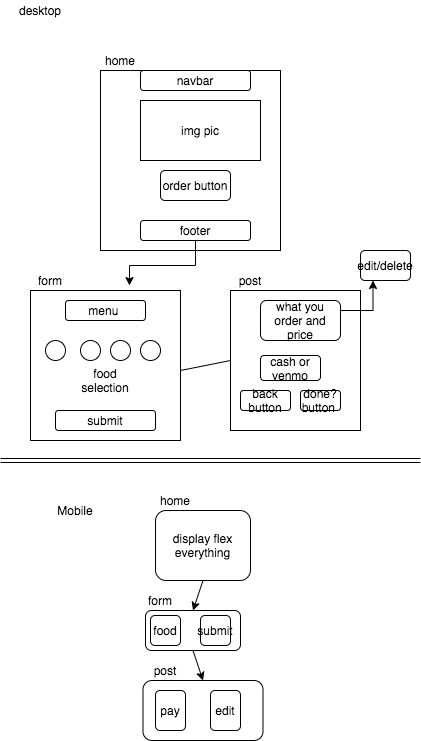 desktop
home
navbar
img pic
order button
footer
form
menu
food
selection
submit
post
what you
order and
price
edit/delete
cash or
venmo
back
button
done?
button
Mobile
home
display flex
everything
form
food
submit
post
pay
edit